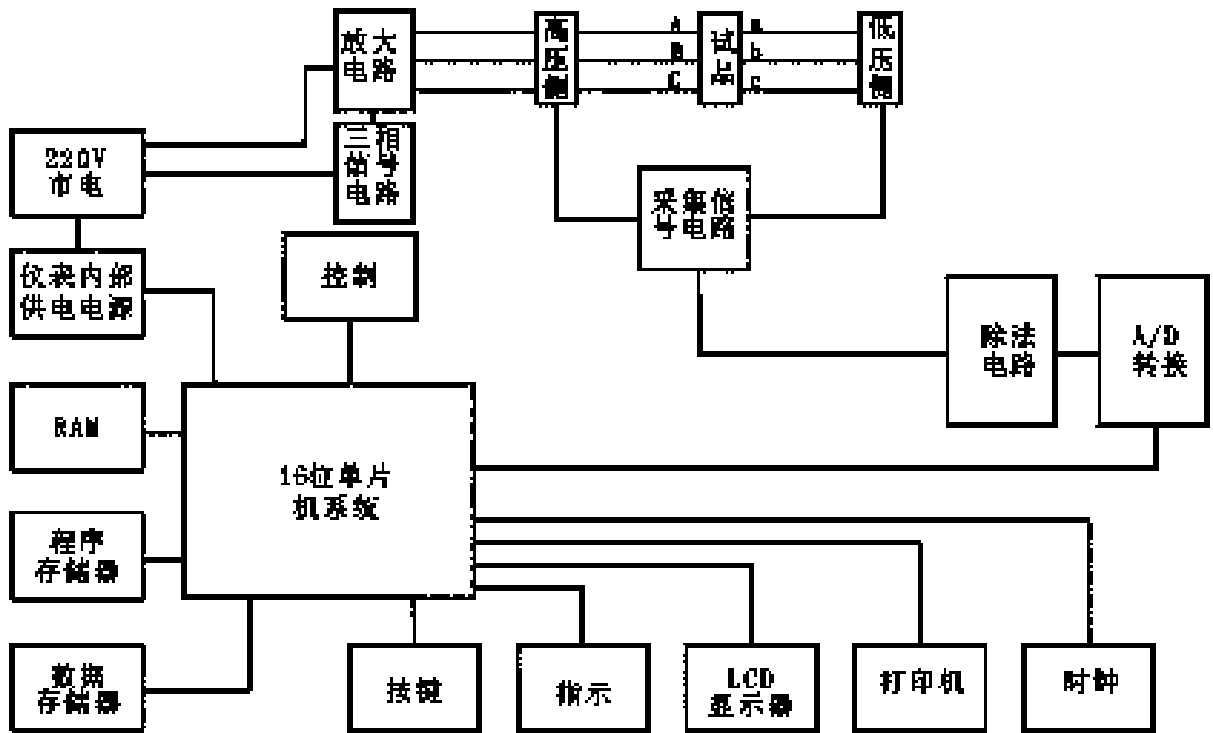 放大
电路
高
压
侧
A
B
C
试
品
a
b
c
低
压
侧
三相
信号
电路
220V
市电
采集信
号电路
仪表内部
供电电源
控制
除法
电路
A/D
转换
RAM
16位单片
机系统
程序
存储器
数据
存储器
按键
指示
LCD
显示器
打印机
时钟